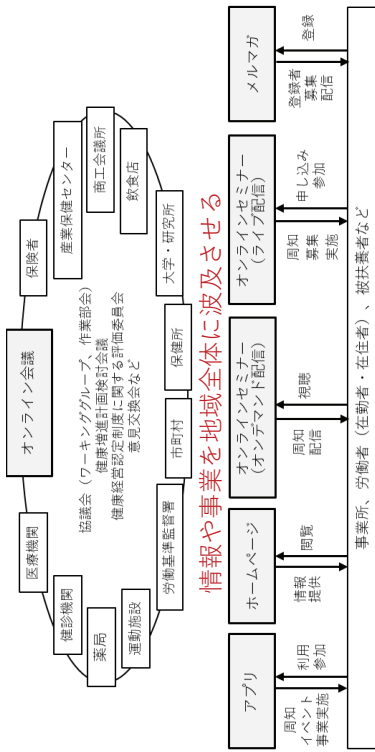 オンライン会議
医療機関
保険者
健診機関
産業保健センター
薬局
商工会議所
運動施設
飲食店
労働基準監督署
大学・研究所
市町村
保健所
協議会（ワーキンググループ、作業部会）
健康増進計画検討会議
健康経営認定制度に関する評価委員会
意見交換会など
情報や事業を地域全体に波及させる
アプリ
周知
イベント
事業実施
利用
参加
ホームページ
情報
提供
閲覧
オンラインセミナー
（オンデマンド配信）
周知
配信
視聴
オンラインセミナー
（ライブ配信）
周知
募集
実施
申し込み
参加
メルマガ
登録者
募集
配信
登録
事業所、労働者（在勤者・在住者）、被扶養者など